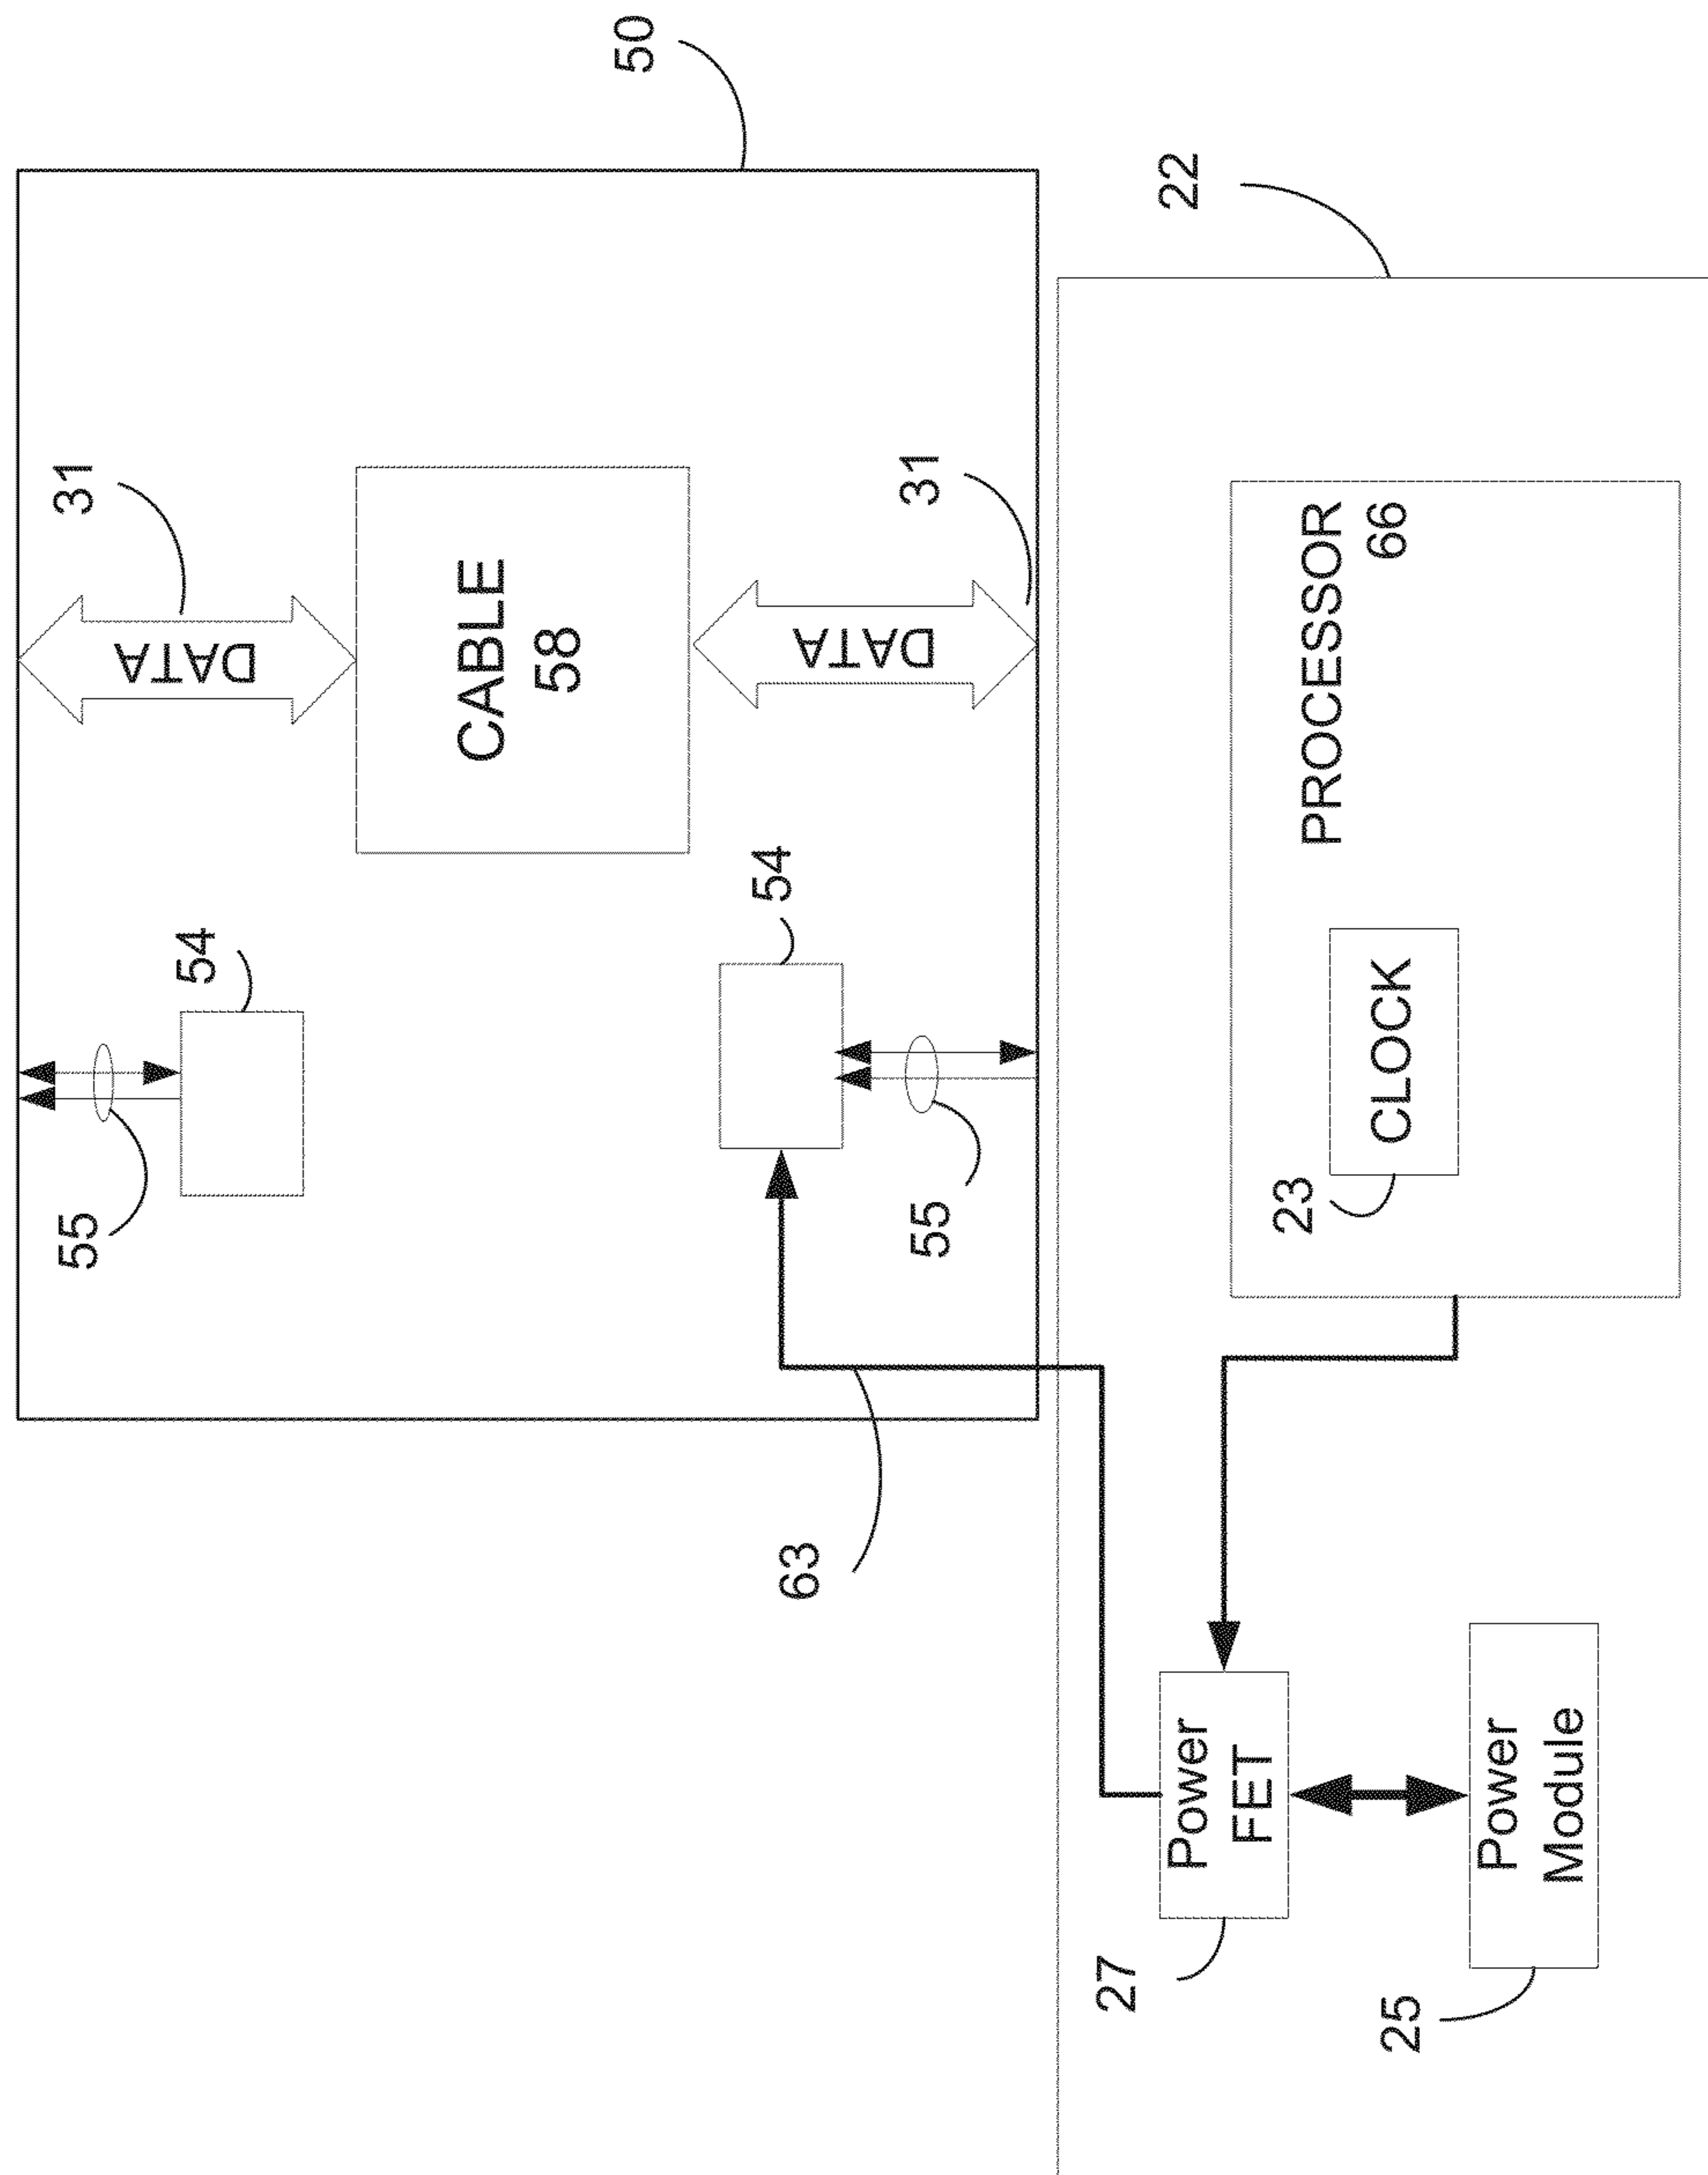 50
31
DATA
54
55
CABLE
58
DATA
31
54
55
63
22
PROCESSOR
66
CLOCK
23
Power
FET
27
Power
Module
25